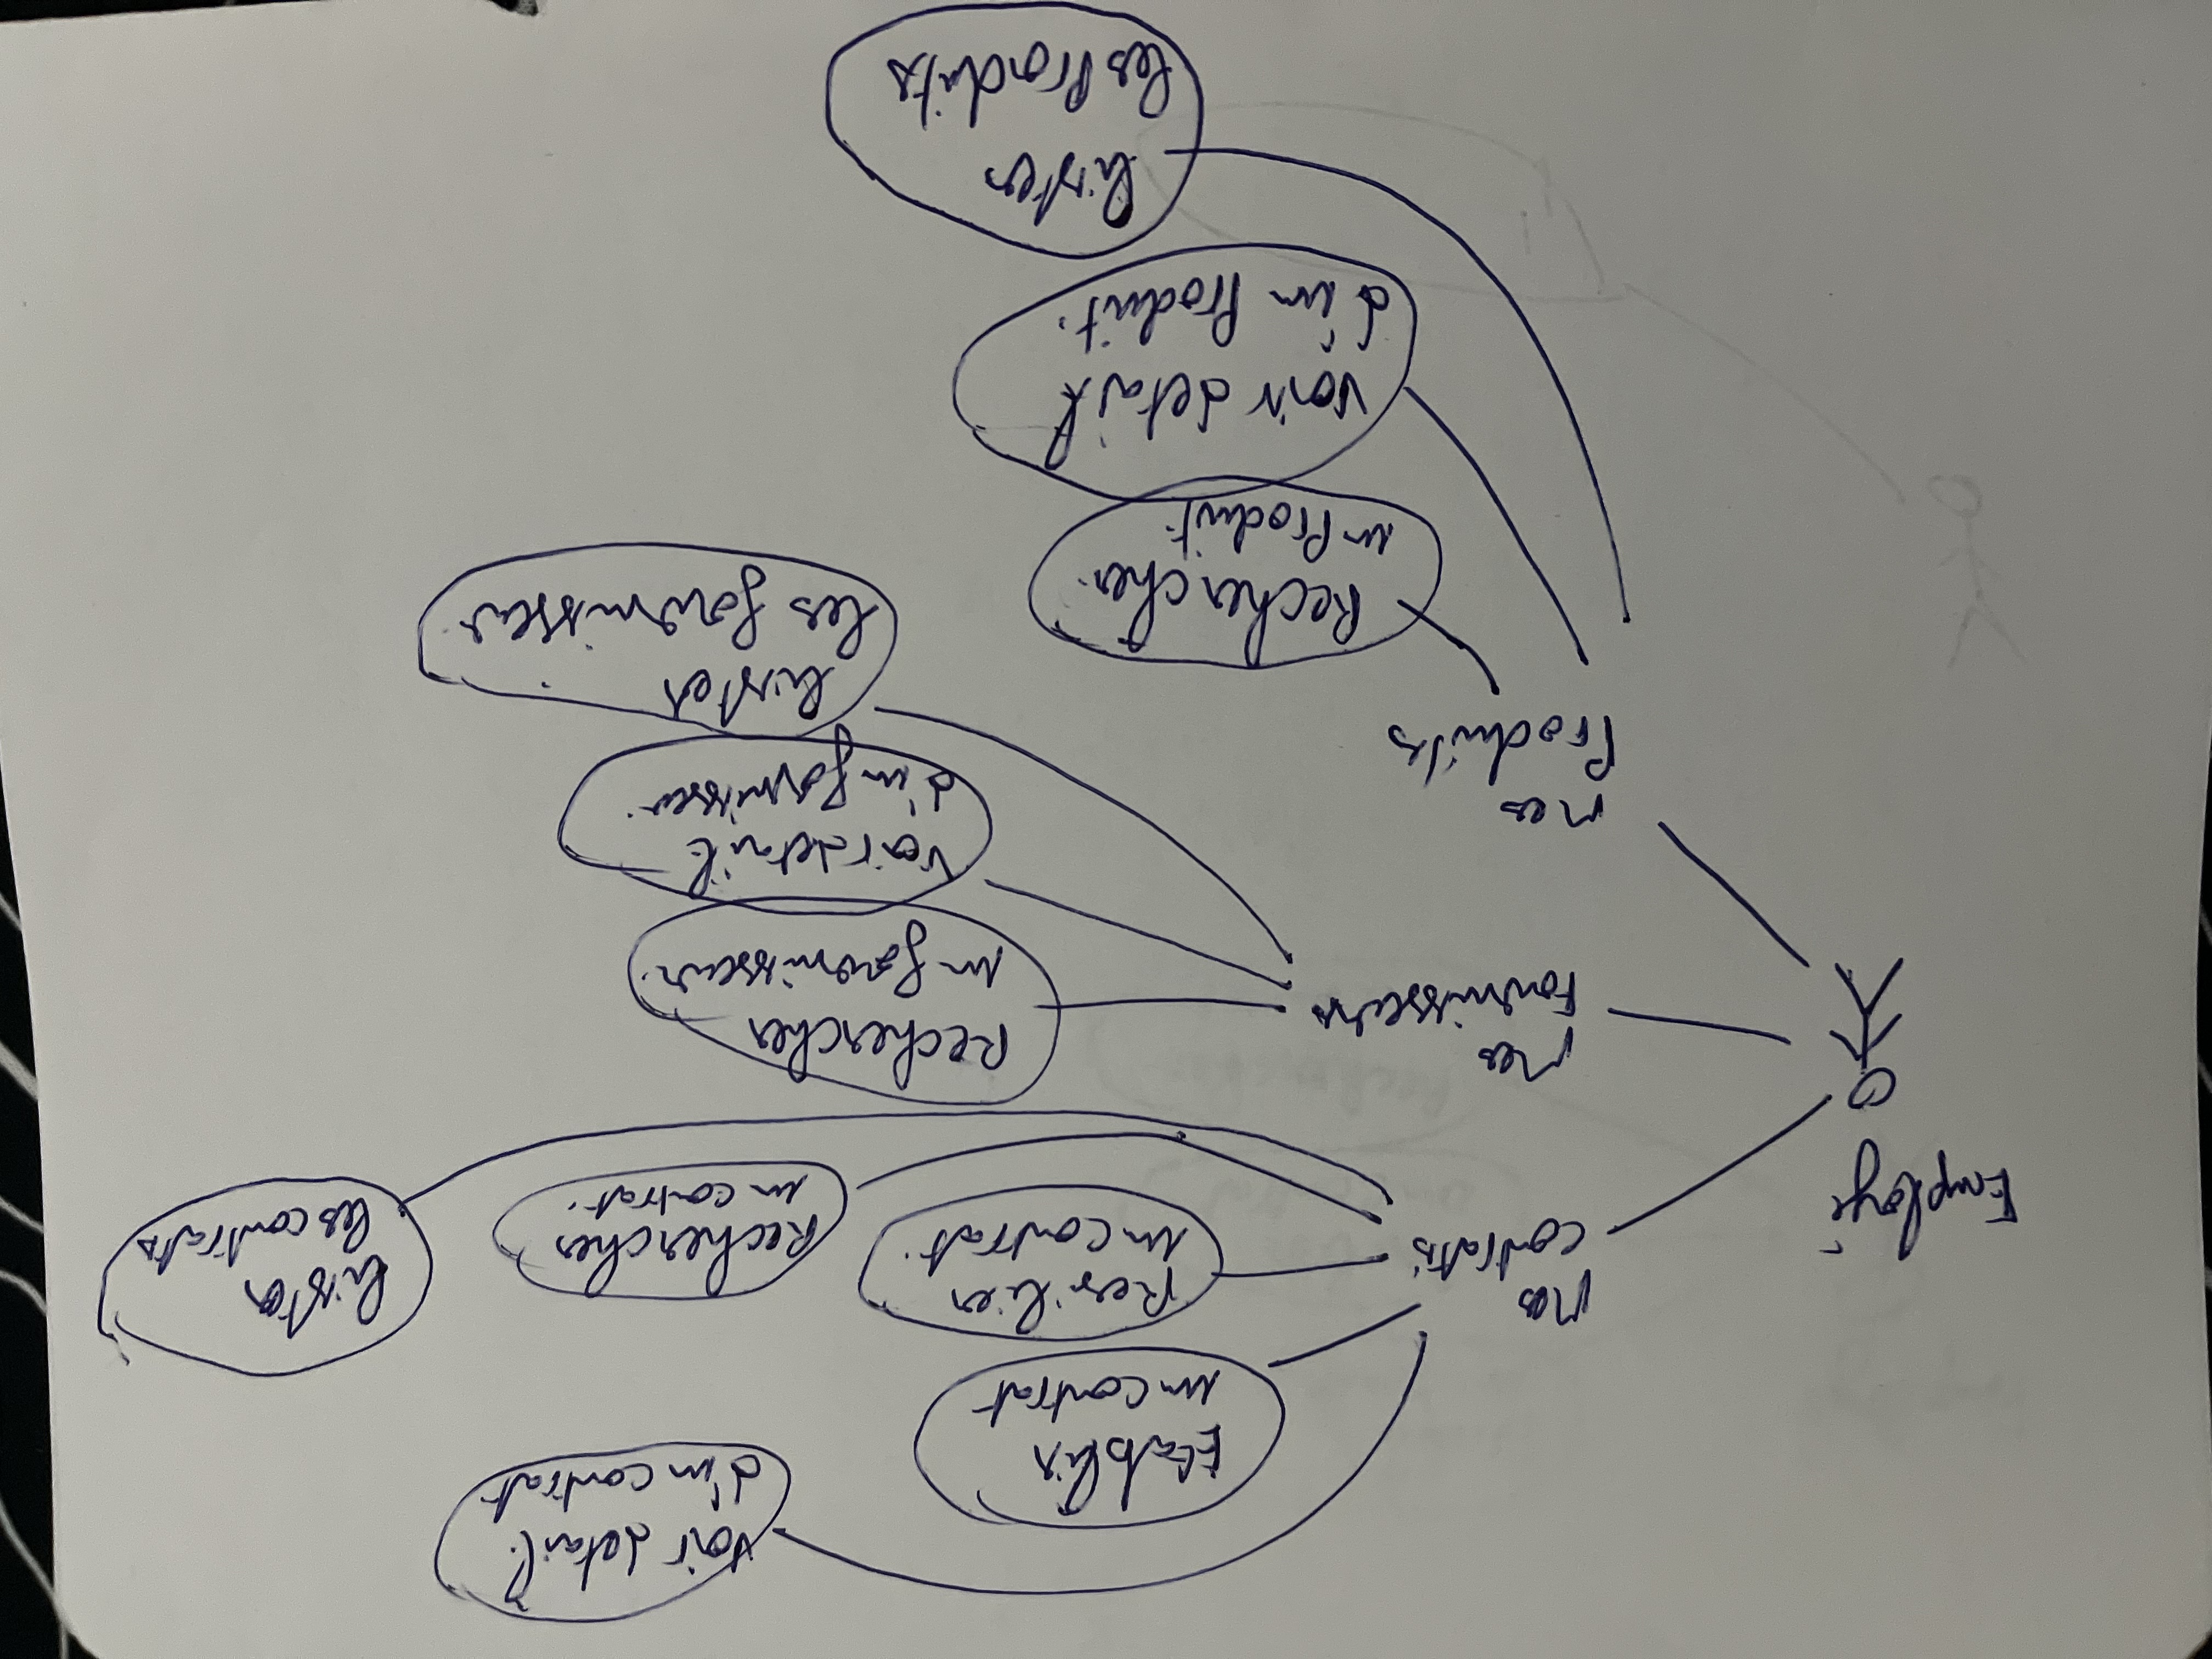 Voir detail
d'un contrat
Etablir
un contrat
Mes
contrats
Resilier
un contrat.
Rechercher
un contrat.
lister
les contrats
Employé
Mes
Fournisseurs
Rechercher
un fournisseur.
Voir detail
d'un fournisseur.
lister
les fournisseur.
Mes
Produits
Rechercher
un Produit.
Voir detail
d'un Produit.
lister
les Produits